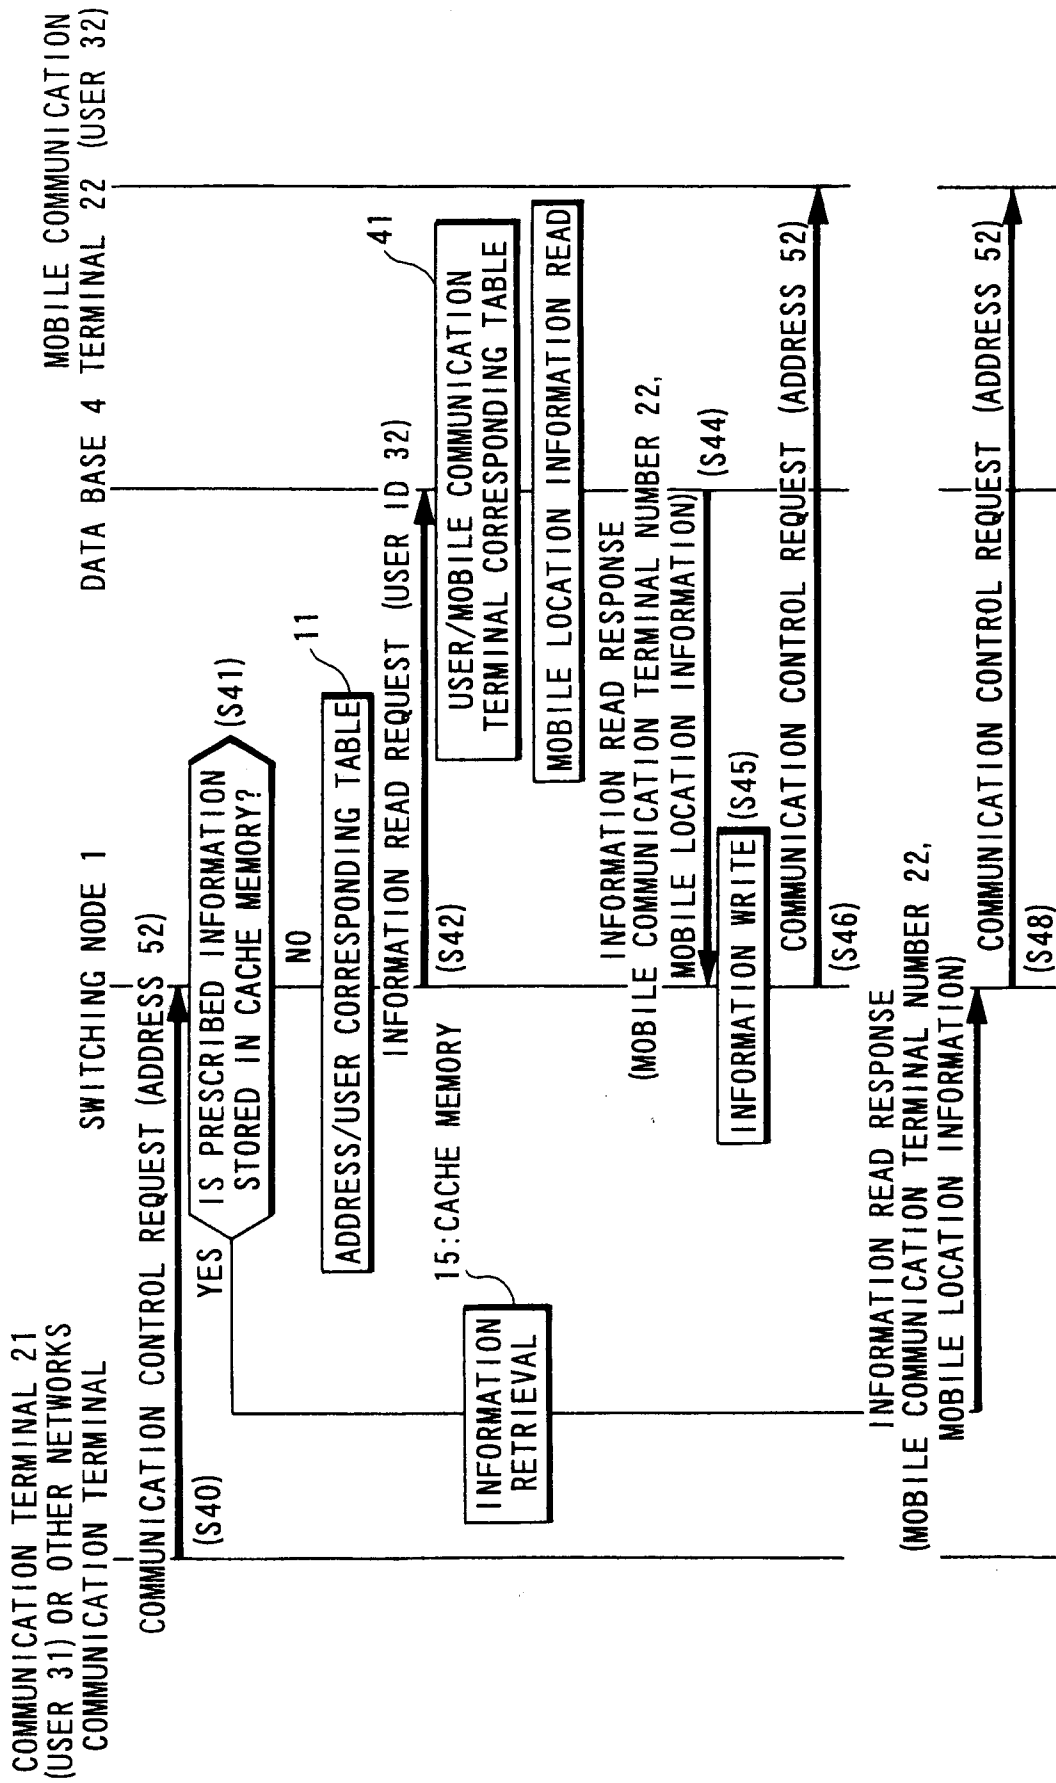 COMMUNICATION TERMINAL 21
(USER 31) OR OTHER NETWORKS
COMMUNICATION TERMINAL
SWITCHING NODE 1
DATA BASE 4
MOBILE COMMUNICATION
TERMINAL 22 (USER 32)
COMMUNICATION CONTROL REQUEST (ADDRESS 52)
(S40)
IS PRESCRIBED INFORMATION
STORED IN CACHE MEMORY?
(S41)
YES
NO
11
ADDRESS/USER CORRESPONDING TABLE
INFORMATION READ REQUEST (USER ID 32)
(S42)
41
USER/MOBILE COMMUNICATION
TERMINAL CORRESPONDING TABLE
MOBILE LOCATION INFORMATION READ
15:CACHE MEMORY
INFORMATION
RETRIEVAL
INFORMATION READ RESPONSE
(MOBILE COMMUNICATION TERMINAL NUMBER 22,
MOBILE LOCATION INFORMATION)
(S44)
INFORMATION WRITE
(S45)
COMMUNICATION CONTROL REQUEST (ADDRESS 52)
(S46)
INFORMATION READ RESPONSE
(MOBILE COMMUNICATION TERMINAL NUMBER 22,
MOBILE LOCATION INFORMATION)
COMMUNICATION CONTROL REQUEST (ADDRESS 52)
(S48)